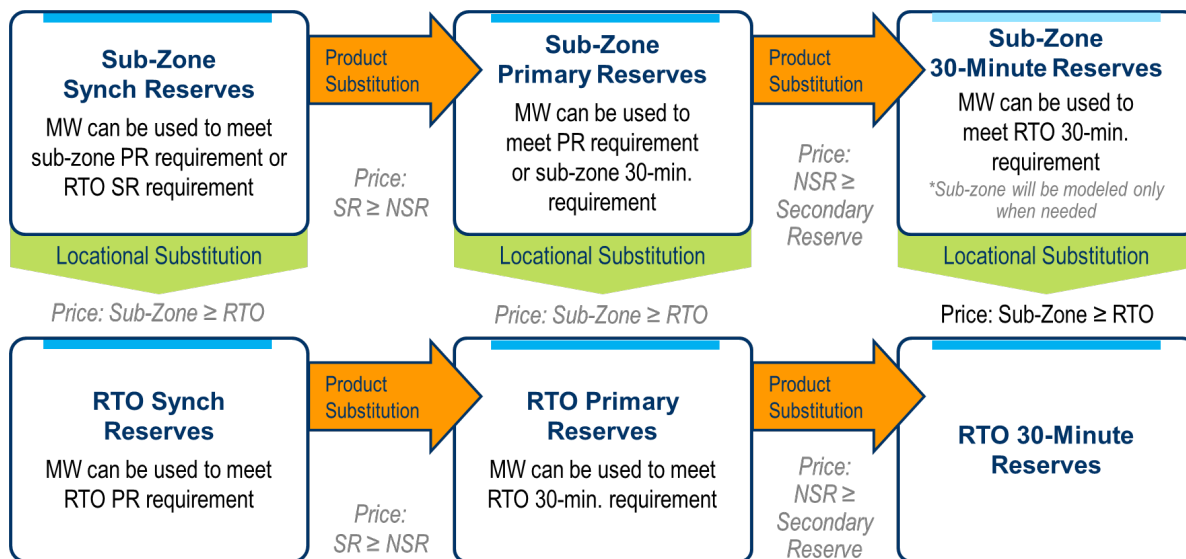 Sub-Zone
Synch Reserves
MW can be used to meet
sub-zone PR requirement or
RTO SR requirement
Product
Substitution
Price:
SR ≥ NSR
Sub-Zone
Primary Reserves
MW can be used to
meet PR requirement
or sub-zone 30-min.
requirement
Product
Substitution
Price:
NSR ≥
Secondary
Reserve
Sub-Zone
30-Minute Reserves
MW can be used to
meet RTO 30-min.
requirement
*Sub-zone will be modeled only
when needed
Locational Substitution
Locational Substitution
Locational Substitution
Price: Sub-Zone ≥ RTO
Price: Sub-Zone ≥ RTO
Price: Sub-Zone ≥ RTO
RTO Synch
Reserves
MW can be used to meet
RTO PR requirement
Product
Substitution
Price:
SR ≥ NSR
RTO Primary
Reserves
MW can be used to meet
RTO 30-min. requirement
Product
Substitution
Price:
NSR ≥
Secondary
Reserve
RTO 30-Minute
Reserves